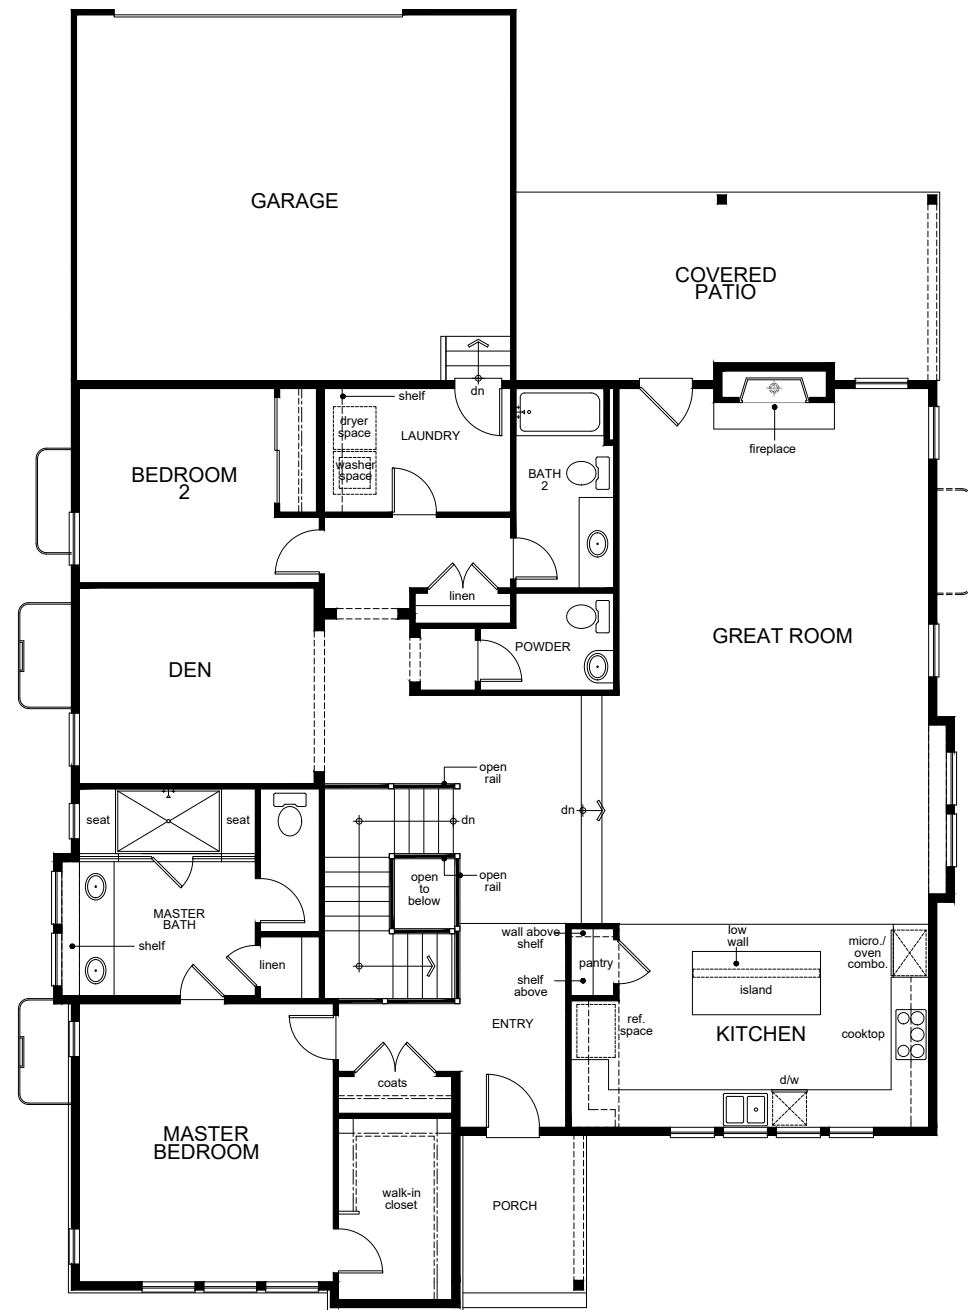 GARAGE
COVERED
PATIO
dn
shelf
dryer
space
LAUNDRY
fireplace
washer
space
BEDROOM
2
BATH
2
linen
GREAT ROOM
POWDER
DEN
open
rail
dn
seat
seat
dn
open
to
below
open
rail
MASTER
BATH
shelf
linen
wall above
shelf
pantry
shelf
above
low
wall
island
micro./
oven
combo.
ENTRY
ref.
space
KITCHEN
cooktop
coats
d/w
MASTER
BEDROOM
walk-in
closet
PORCH